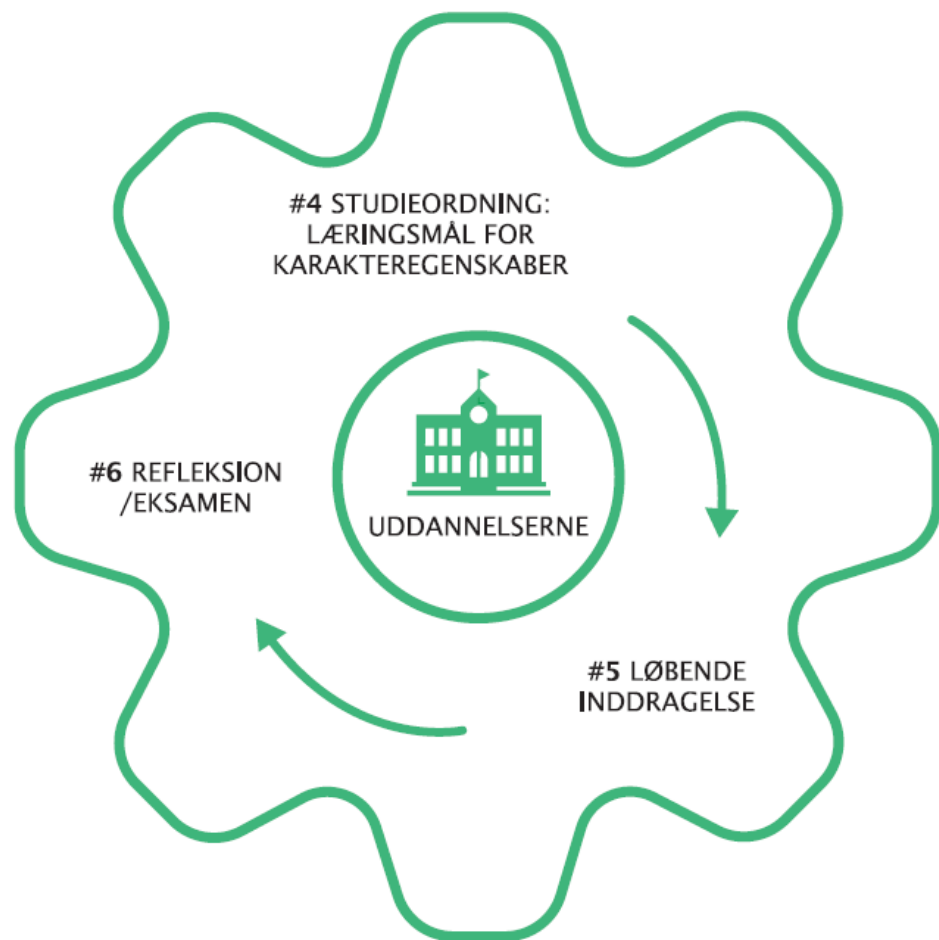 #4 STUDIEORDNING:
LÆRINGSMÅL FOR
KARAKTEREGENSKABER
#6 REFLEKSION
/EKSAMEN
UDDANNELSERNE
#5 LØBENDE
INDDRAGELSE